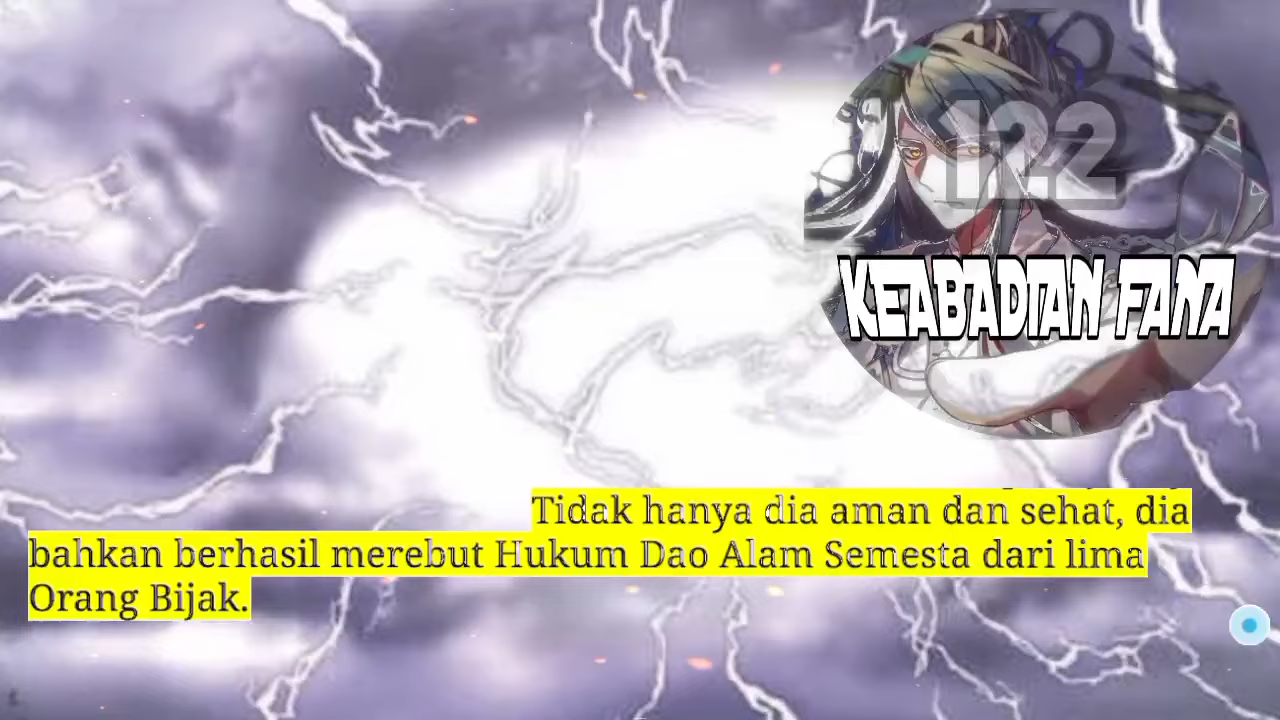 122
KEABADIAN FANA
Tidak hanya dia aman dan sehat, dia
bahkan berhasil merebut Hukum Dao Alam Semesta dari lima
Orang Bijak.